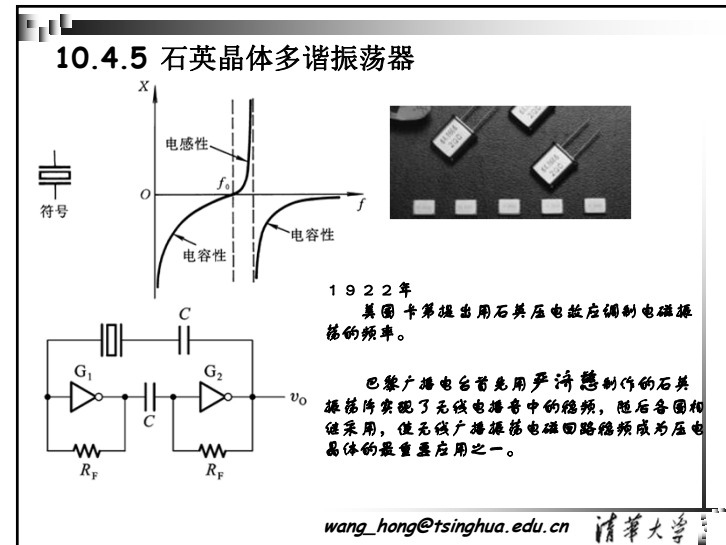 10.4.5 石英晶体多谐振荡器
X
电感性
O
f₀
f
符号
电容性
电容性
C
G₁
G₂
C
v_O
R_F
R_F
1922年
美国 卡第提出用石英压电效应调制电磁振
荡的频率。
巴黎广播电台首先用严济慈制作的石英
振荡片实现了无线电播音中的稳频,随后各国相
继采用,使无线广播振荡电磁回路稳频成为压电
晶体的最重要应用之一。
wang_hong@tsinghua.edu.cn 清華大学